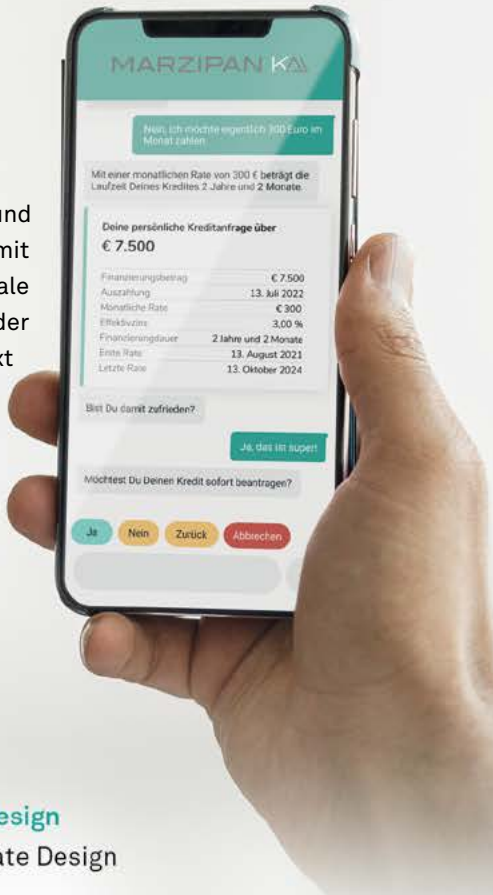 MARZIPAN KAI
Nein, ich möchte eigentlich 300 Euro im
Monat zahlen.
Mit einer monatlichen Rate von 300 € beträgt die
Laufzeit Deines Kredites 2 Jahre und 2 Monate.
Deine persönliche Kreditanfrage über
€ 7.500
Finanzierungsbetrag € 7.500
Auszahlung 13. Juli 2022
Monatliche Rate € 300
Effektivzins 3,00 %
Finanzierungdauer 2 Jahre und 2 Monate
Erste Rate 13. August 2021
Letzte Rate 13. Oktober 2024
Bist Du damit zufrieden?
Ja, das ist super!
Möchtest Du Deinen Kredit sofort beantragen?
Ja Nein Zurück Abbrechen
und
mit
ale
der
xt
esign
ate Design